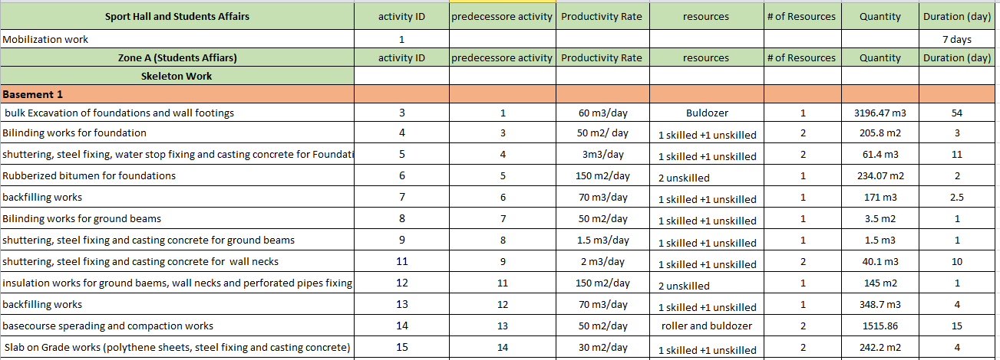 Sport Hall and Students Affairs activity ID predecessore activity Productivity Rate resources # of Resources Quantity Duration (day)
Mobilization work 1 7 days
Zone A (Students Affiars) activity ID predecessore activity Productivity Rate resources # of Resources Quantity Duration (day)
Skeleton Work
Basement 1
bulk Excavation of foundations and wall footings 3 1 60 m3/day Buldozer 1 3196.47 m3 54
Bilinding works for foundation 4 3 50 m2/ day 1 skilled +1 unskilled 2 205.8 m2 3
shuttering, steel fixing, water stop fixing and casting concrete for Foundati 5 4 3m3/day 1 skilled +1 unskilled 2 61.4 m3 11
Rubberized bitumen for foundations 6 5 150 m2/day 2 unskilled 1 234.07 m2 2
backfilling works 7 6 70 m3/day 1 skilled +1 unskilled 1 171 m3 2.5
Bilinding works for ground beams 8 7 50 m2/day 1 skilled +1 unskilled 1 3.5 m2 1
shuttering, steel fixing and casting concrete for ground beams 9 8 1.5 m3/day 1 skilled +1 unskilled 1 1.5 m3 1
shuttering, steel fixing and casting concrete for wall necks 11 9 2 m3/day 1 skilled +1 unskilled 2 40.1 m3 10
insulation works for ground baems, wall necks and perforated pipes fixing 12 11 150 m2/day 2 unskilled 1 145 m2 1
backfilling works 13 12 70 m3/day 1 skilled +1 unskilled 1 348.7 m3 4
basecourse sperading and compaction works 14 13 50 m2/day roller and buldozer 2 1515.86 15
Slab on Grade works (polythene sheets, steel fixing and casting concrete) 15 14 30 m2/day 1 skilled +1 unskilled 2 242.2 m2 4